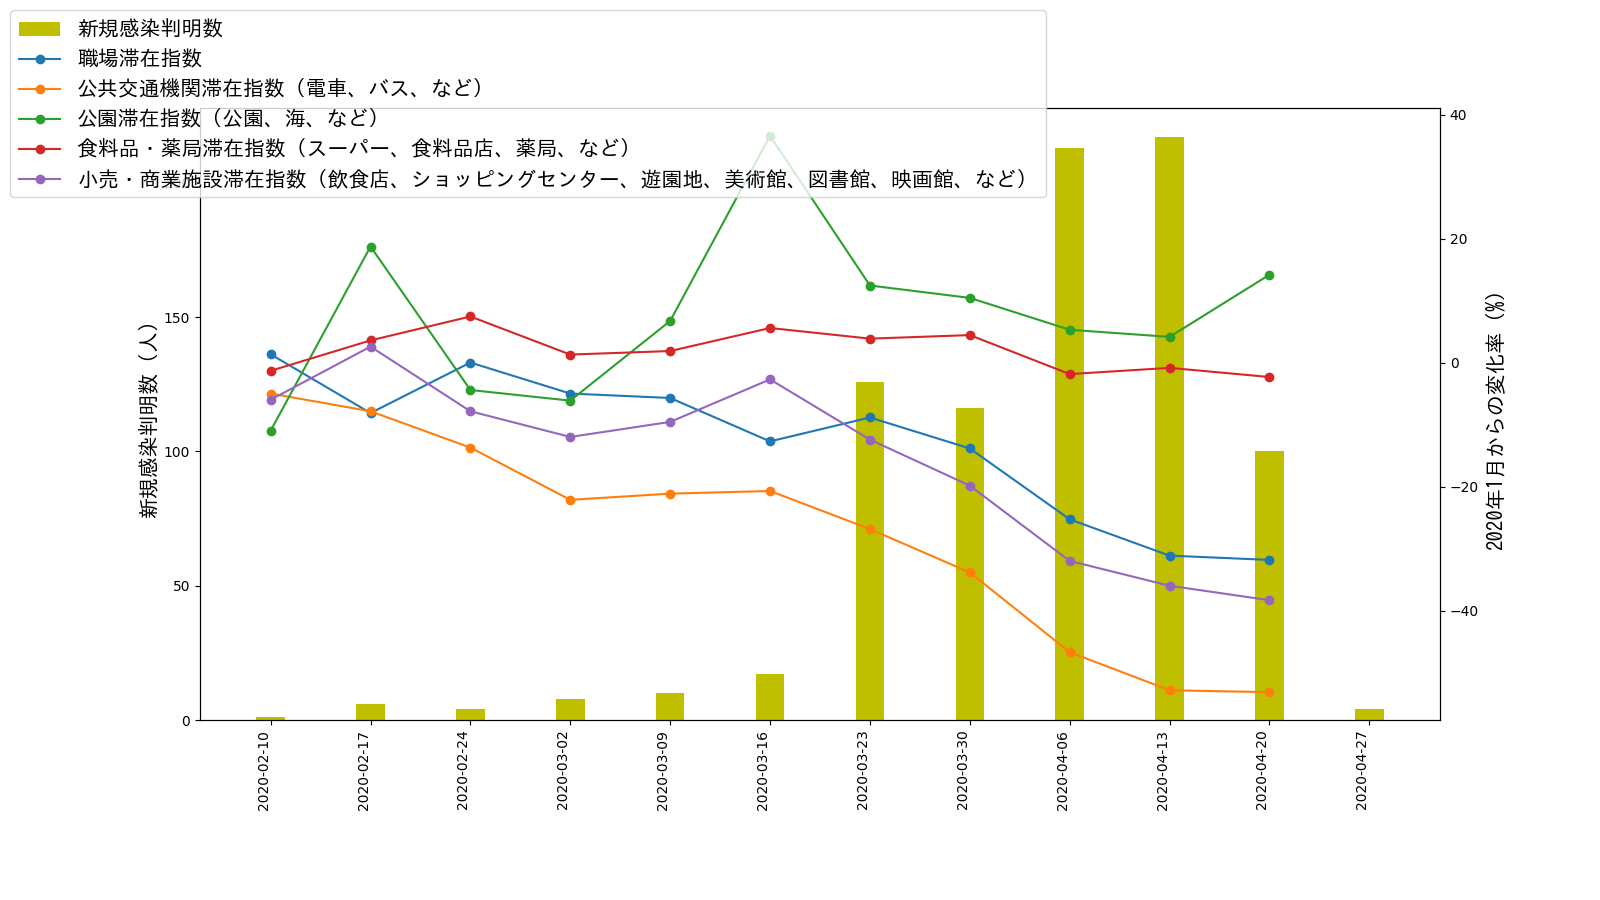 新規感染判明数
職場滞在指数
公共交通機関滞在指数（電車、バス、など）
公園滞在指数（公園、海、など）
食料品・薬局滞在指数（スーパー、食料品店、薬局、など）
小売・商業施設滞在指数（飲食店、ショッピングセンター、遊園地、美術館、図書館、映画館、など）
新規感染判明数（人）
150
100
50
0
40
20
0
−20
−40
2020年1月からの変化率（%）
2020-02-10
2020-02-17
2020-02-24
2020-03-02
2020-03-09
2020-03-16
2020-03-23
2020-03-30
2020-04-06
2020-04-13
2020-04-20
2020-04-27